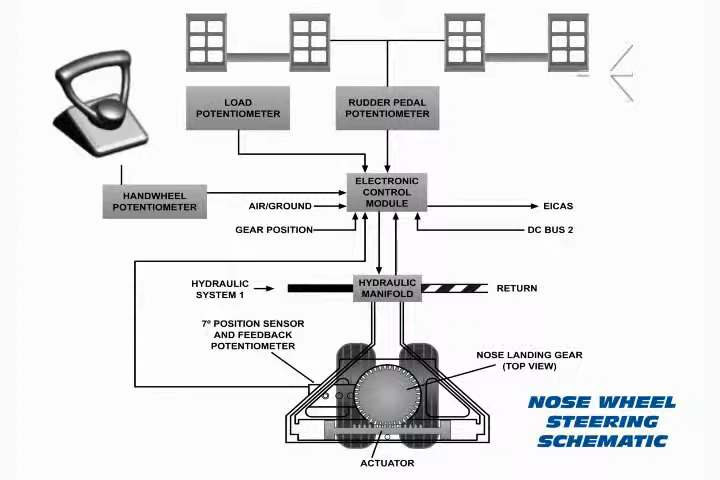 LOAD
POTENTIOMETER
RUDDER PEDAL
POTENTIOMETER
HANDWHEEL
POTENTIOMETER
ELECTRONIC
CONTROL
MODULE
AIR/GROUND
EICAS
GEAR POSITION
DC BUS 2
HYDRAULIC
SYSTEM 1
HYDRAULIC
MANIFOLD
RETURN
7º POSITION SENSOR
AND FEEDBACK
POTENTIOMETER
NOSE LANDING GEAR
(TOP VIEW)
NOSE WHEEL
STEERING
SCHEMATIC
ACTUATOR